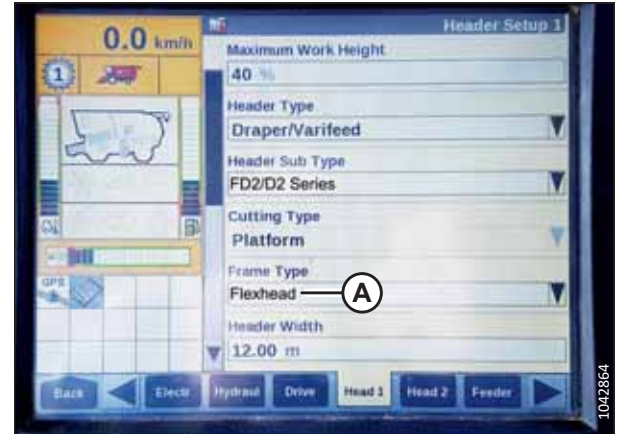 0.0 km/h
Header Setup 1
1
Maximum Work Height
40 %
Header Type
Draper/Varifeed
Header Sub Type
FD2/D2 Series
Cutting Type
Platform
Frame Type
Flexhead
A
Header Width
12.00 m
GPS
Back
Electr
Hydraul
Drive
Head 1
Head 2
Feeder
1042864